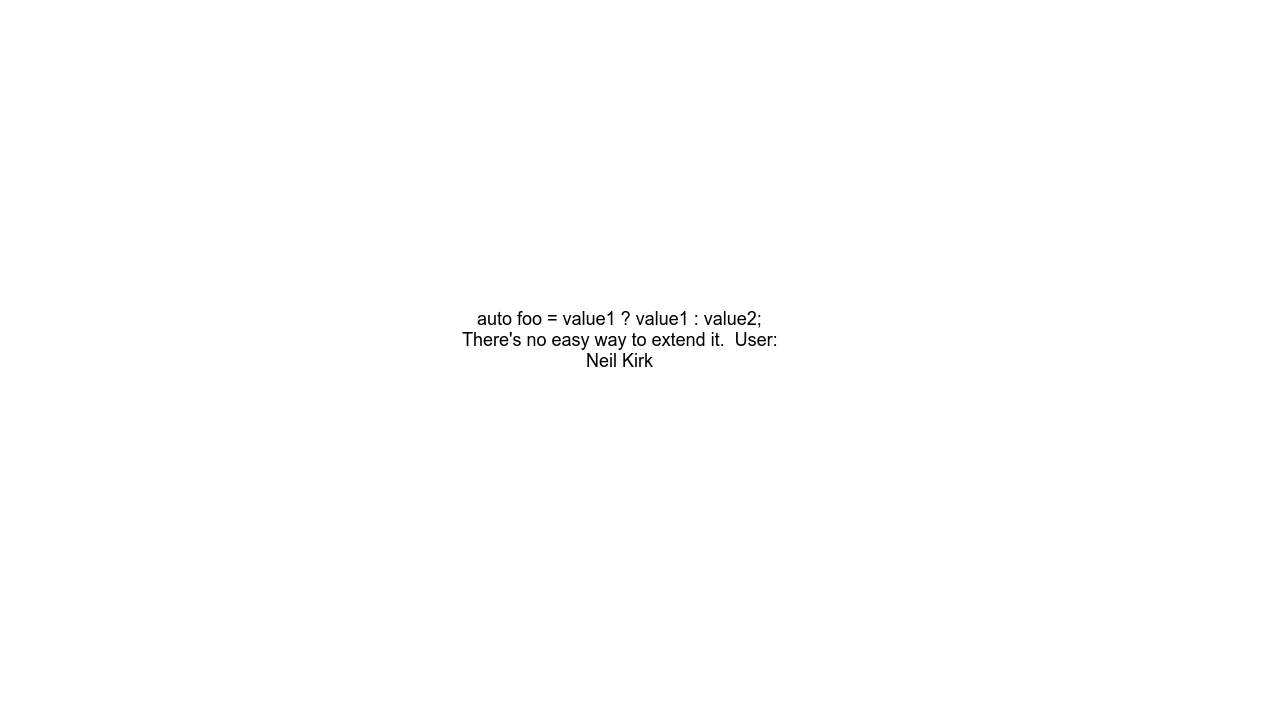 auto foo = value1 ? value1 : value2;
There's no easy way to extend it.  User:
Neil Kirk